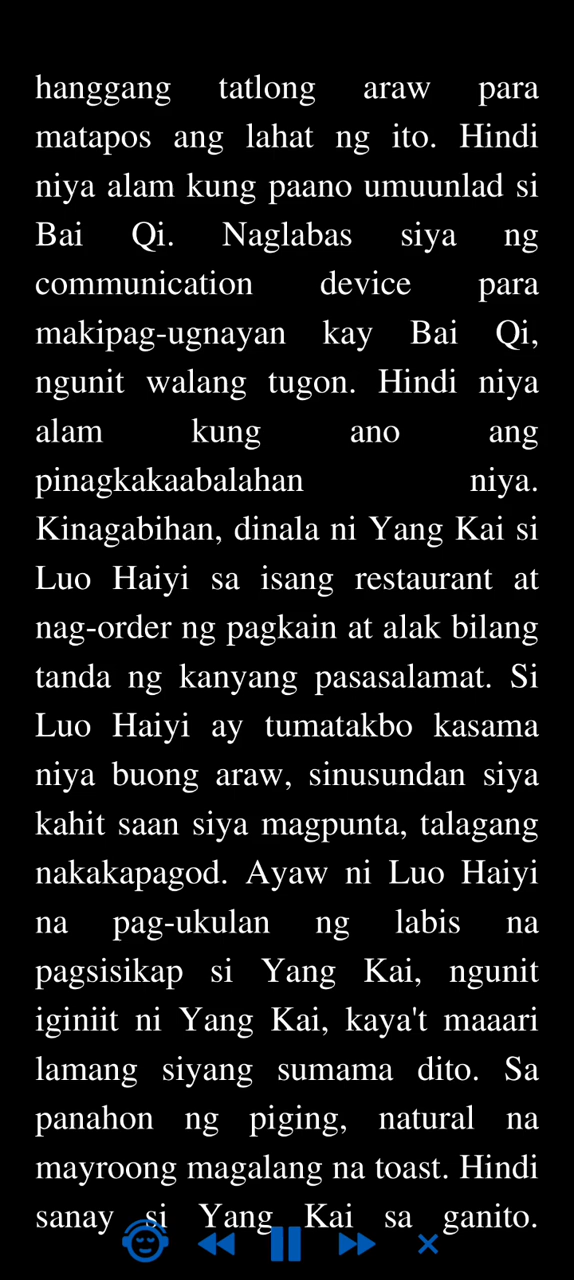 hanggang tatlong araw para
matapos ang lahat ng ito. Hindi
niya alam kung paano umuunlad si
Bai Qi. Naglabas siya ng
communication device para
makipag-ugnayan kay Bai Qi,
ngunit walang tugon. Hindi niya
alam kung ano ang
pinagkakaabalahan niya.
Kinagabihan, dinala ni Yang Kai si
Luo Haiyi sa isang restaurant at
nag-order ng pagkain at alak bilang
tanda ng kanyang pasasalamat. Si
Luo Haiyi ay tumatakbo kasama
niya buong araw, sinusundan siya
kahit saan siya magpunta, talagang
nakakapagod. Ayaw ni Luo Haiyi
na pag-ukulan ng labis na
pagsisikap si Yang Kai, ngunit
iginiit ni Yang Kai, kaya't maaari
lamang siyang sumama dito. Sa
panahon ng piging, natural na
mayroong magalang na toast. Hindi
sanay si Yang Kai sa ganito.